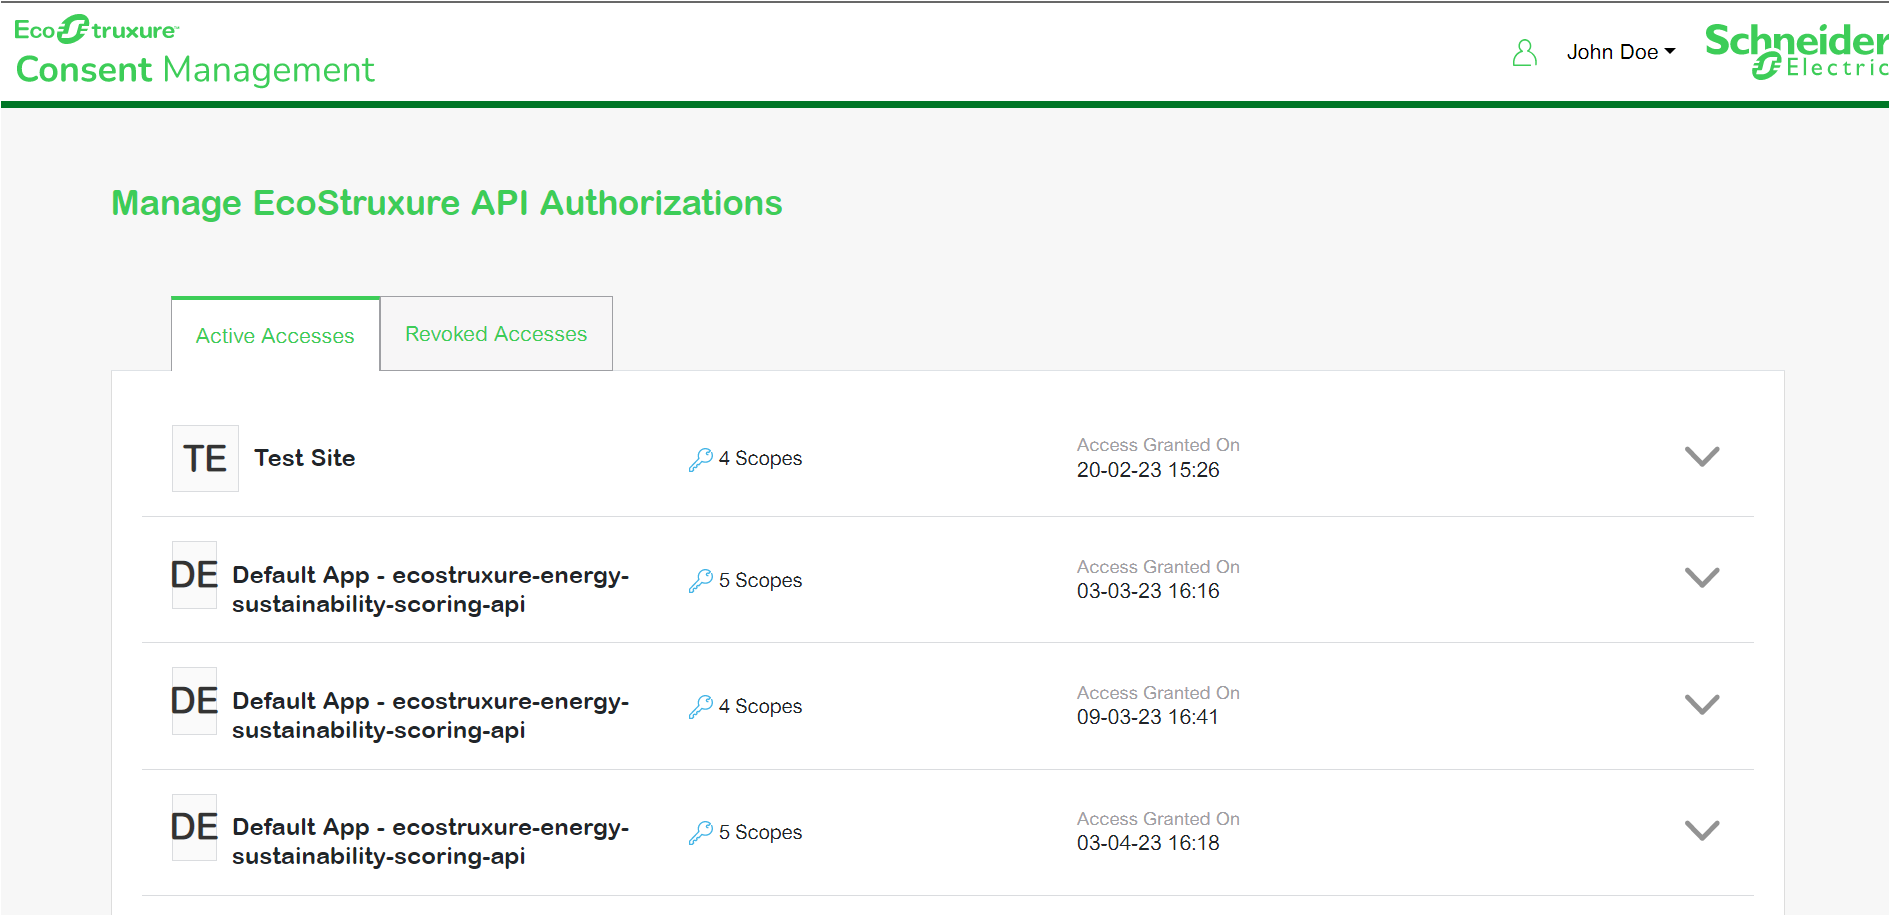 EcoStruxure™
Consent Management
John Doe
Schneider
Electric
Manage EcoStruxure API Authorizations
Active Accesses
Revoked Accesses
TE
Test Site
4 Scopes
Access Granted On
20-02-23 15:26
DE
Default App - ecostruxure-energy-
sustainability-scoring-api
5 Scopes
Access Granted On
03-03-23 16:16
DE
Default App - ecostruxure-energy-
sustainability-scoring-api
4 Scopes
Access Granted On
09-03-23 16:41
DE
Default App - ecostruxure-energy-
sustainability-scoring-api
5 Scopes
Access Granted On
03-04-23 16:18